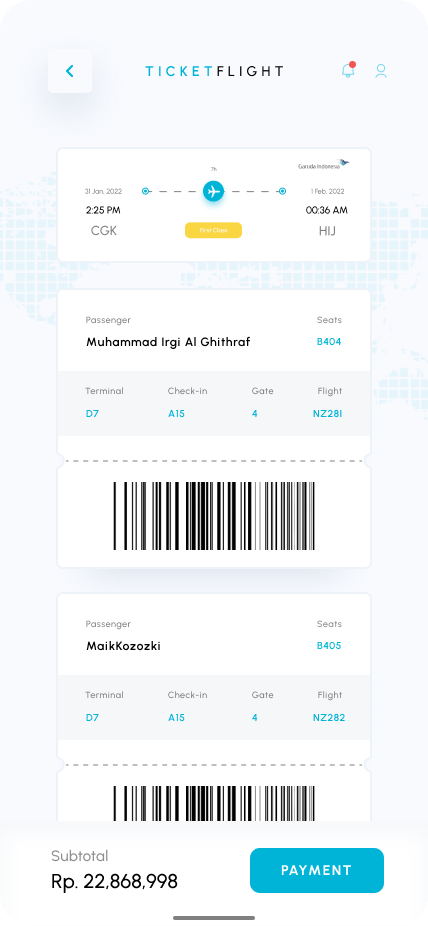 TICKETFLIGHT
Garuda Indonesia
7h
31 Jan, 2022
1 Feb, 2022
2:25 PM
00:36 AM
CGK
First Class
HIJ
Passenger
Seats
Muhammad Irgi Al Ghithraf
B404
Terminal
Check-in
Gate
Flight
D7
A15
4
NZ281
Passenger
Seats
MaikKozozki
B405
Terminal
Check-in
Gate
Flight
D7
A15
4
NZ282
Subtotal
Rp. 22,868,998
PAYMENT